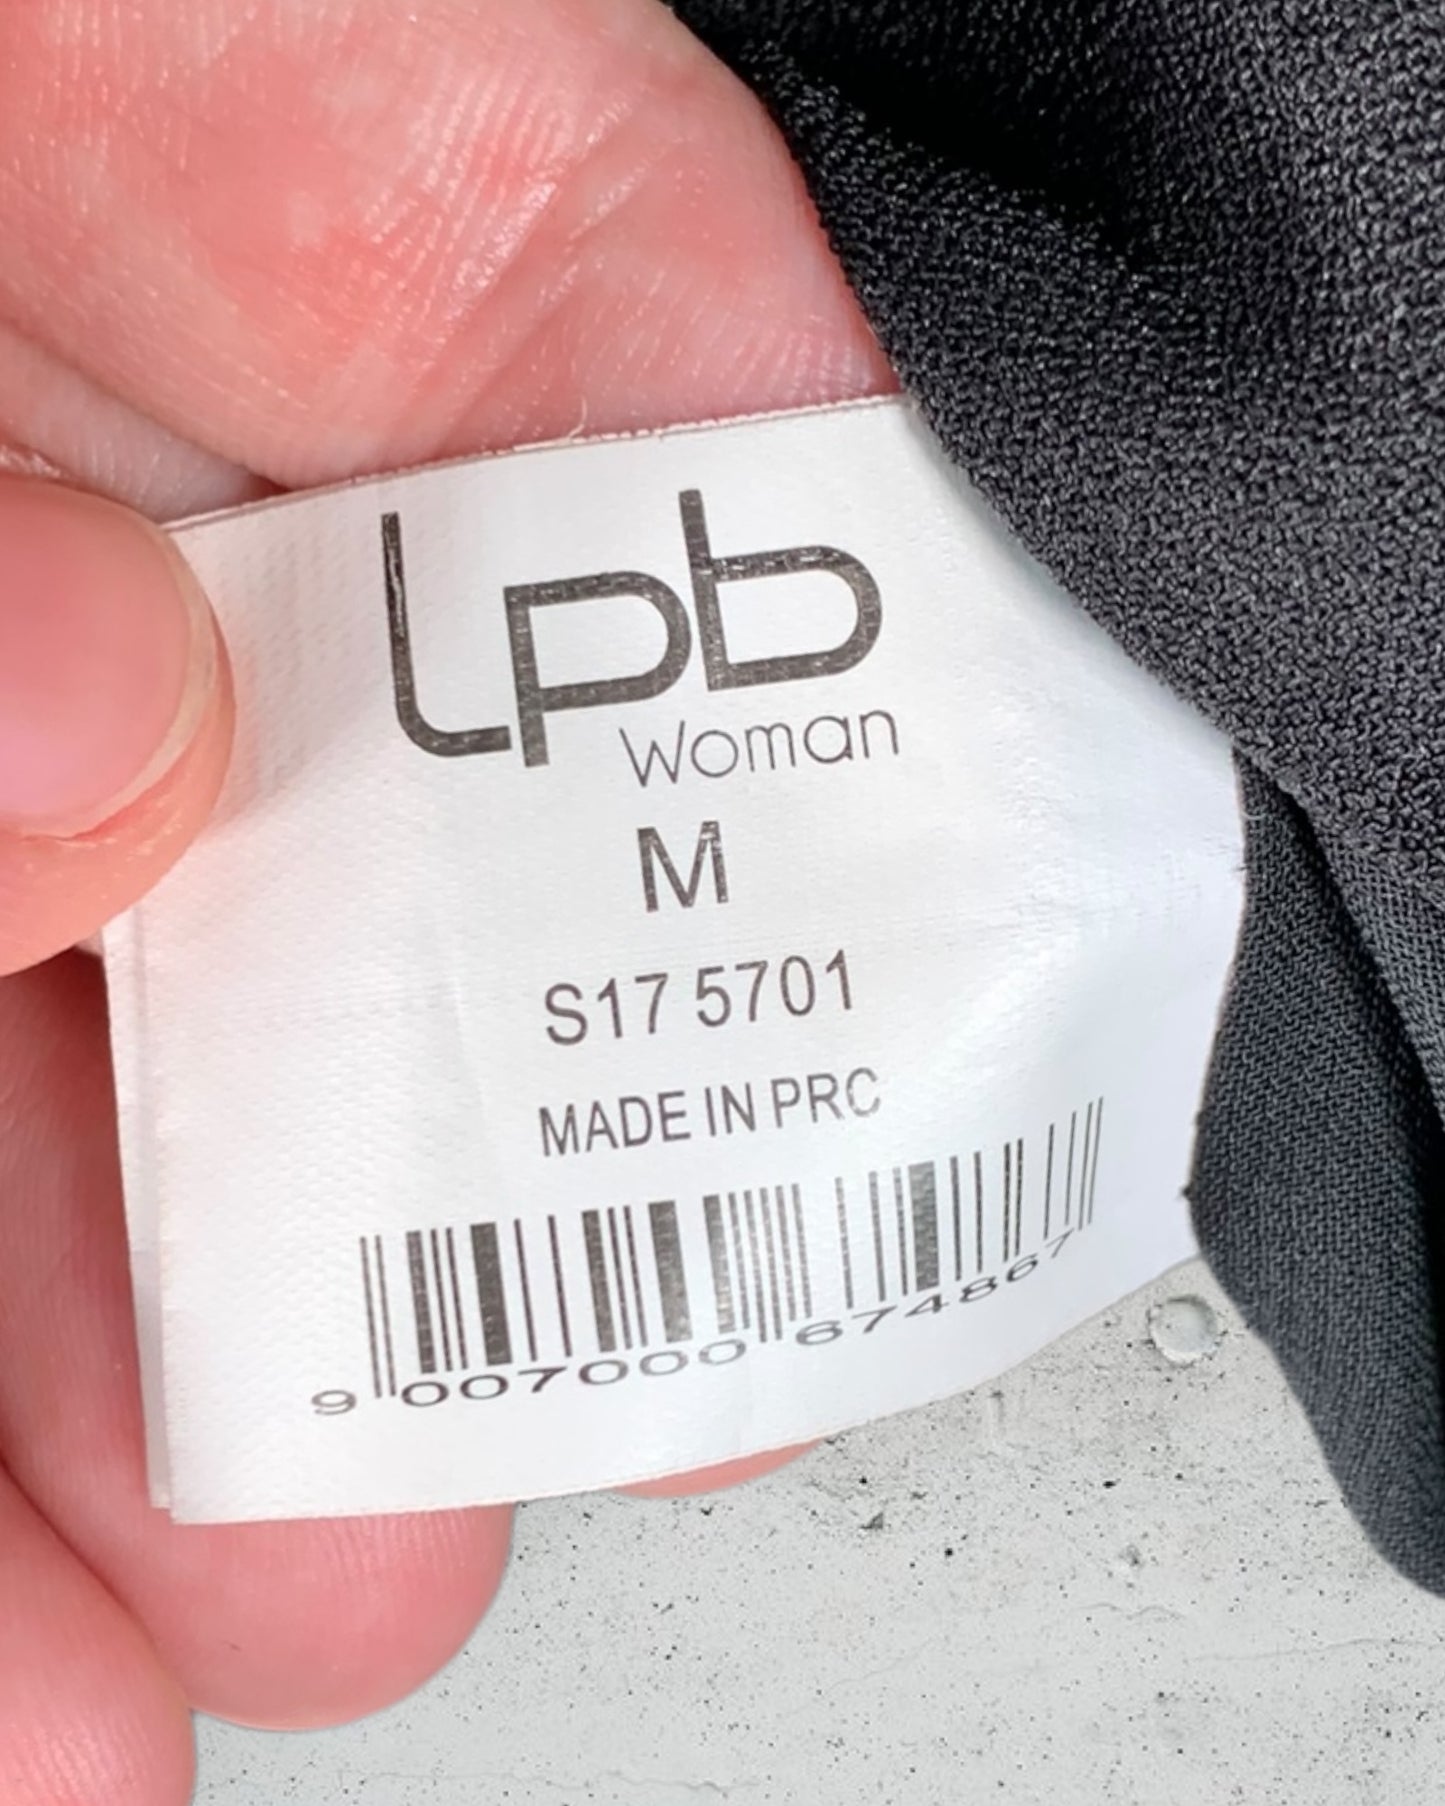 Lpb
Woman
M
S17 5701
MADE IN PRC
9 007000 674867